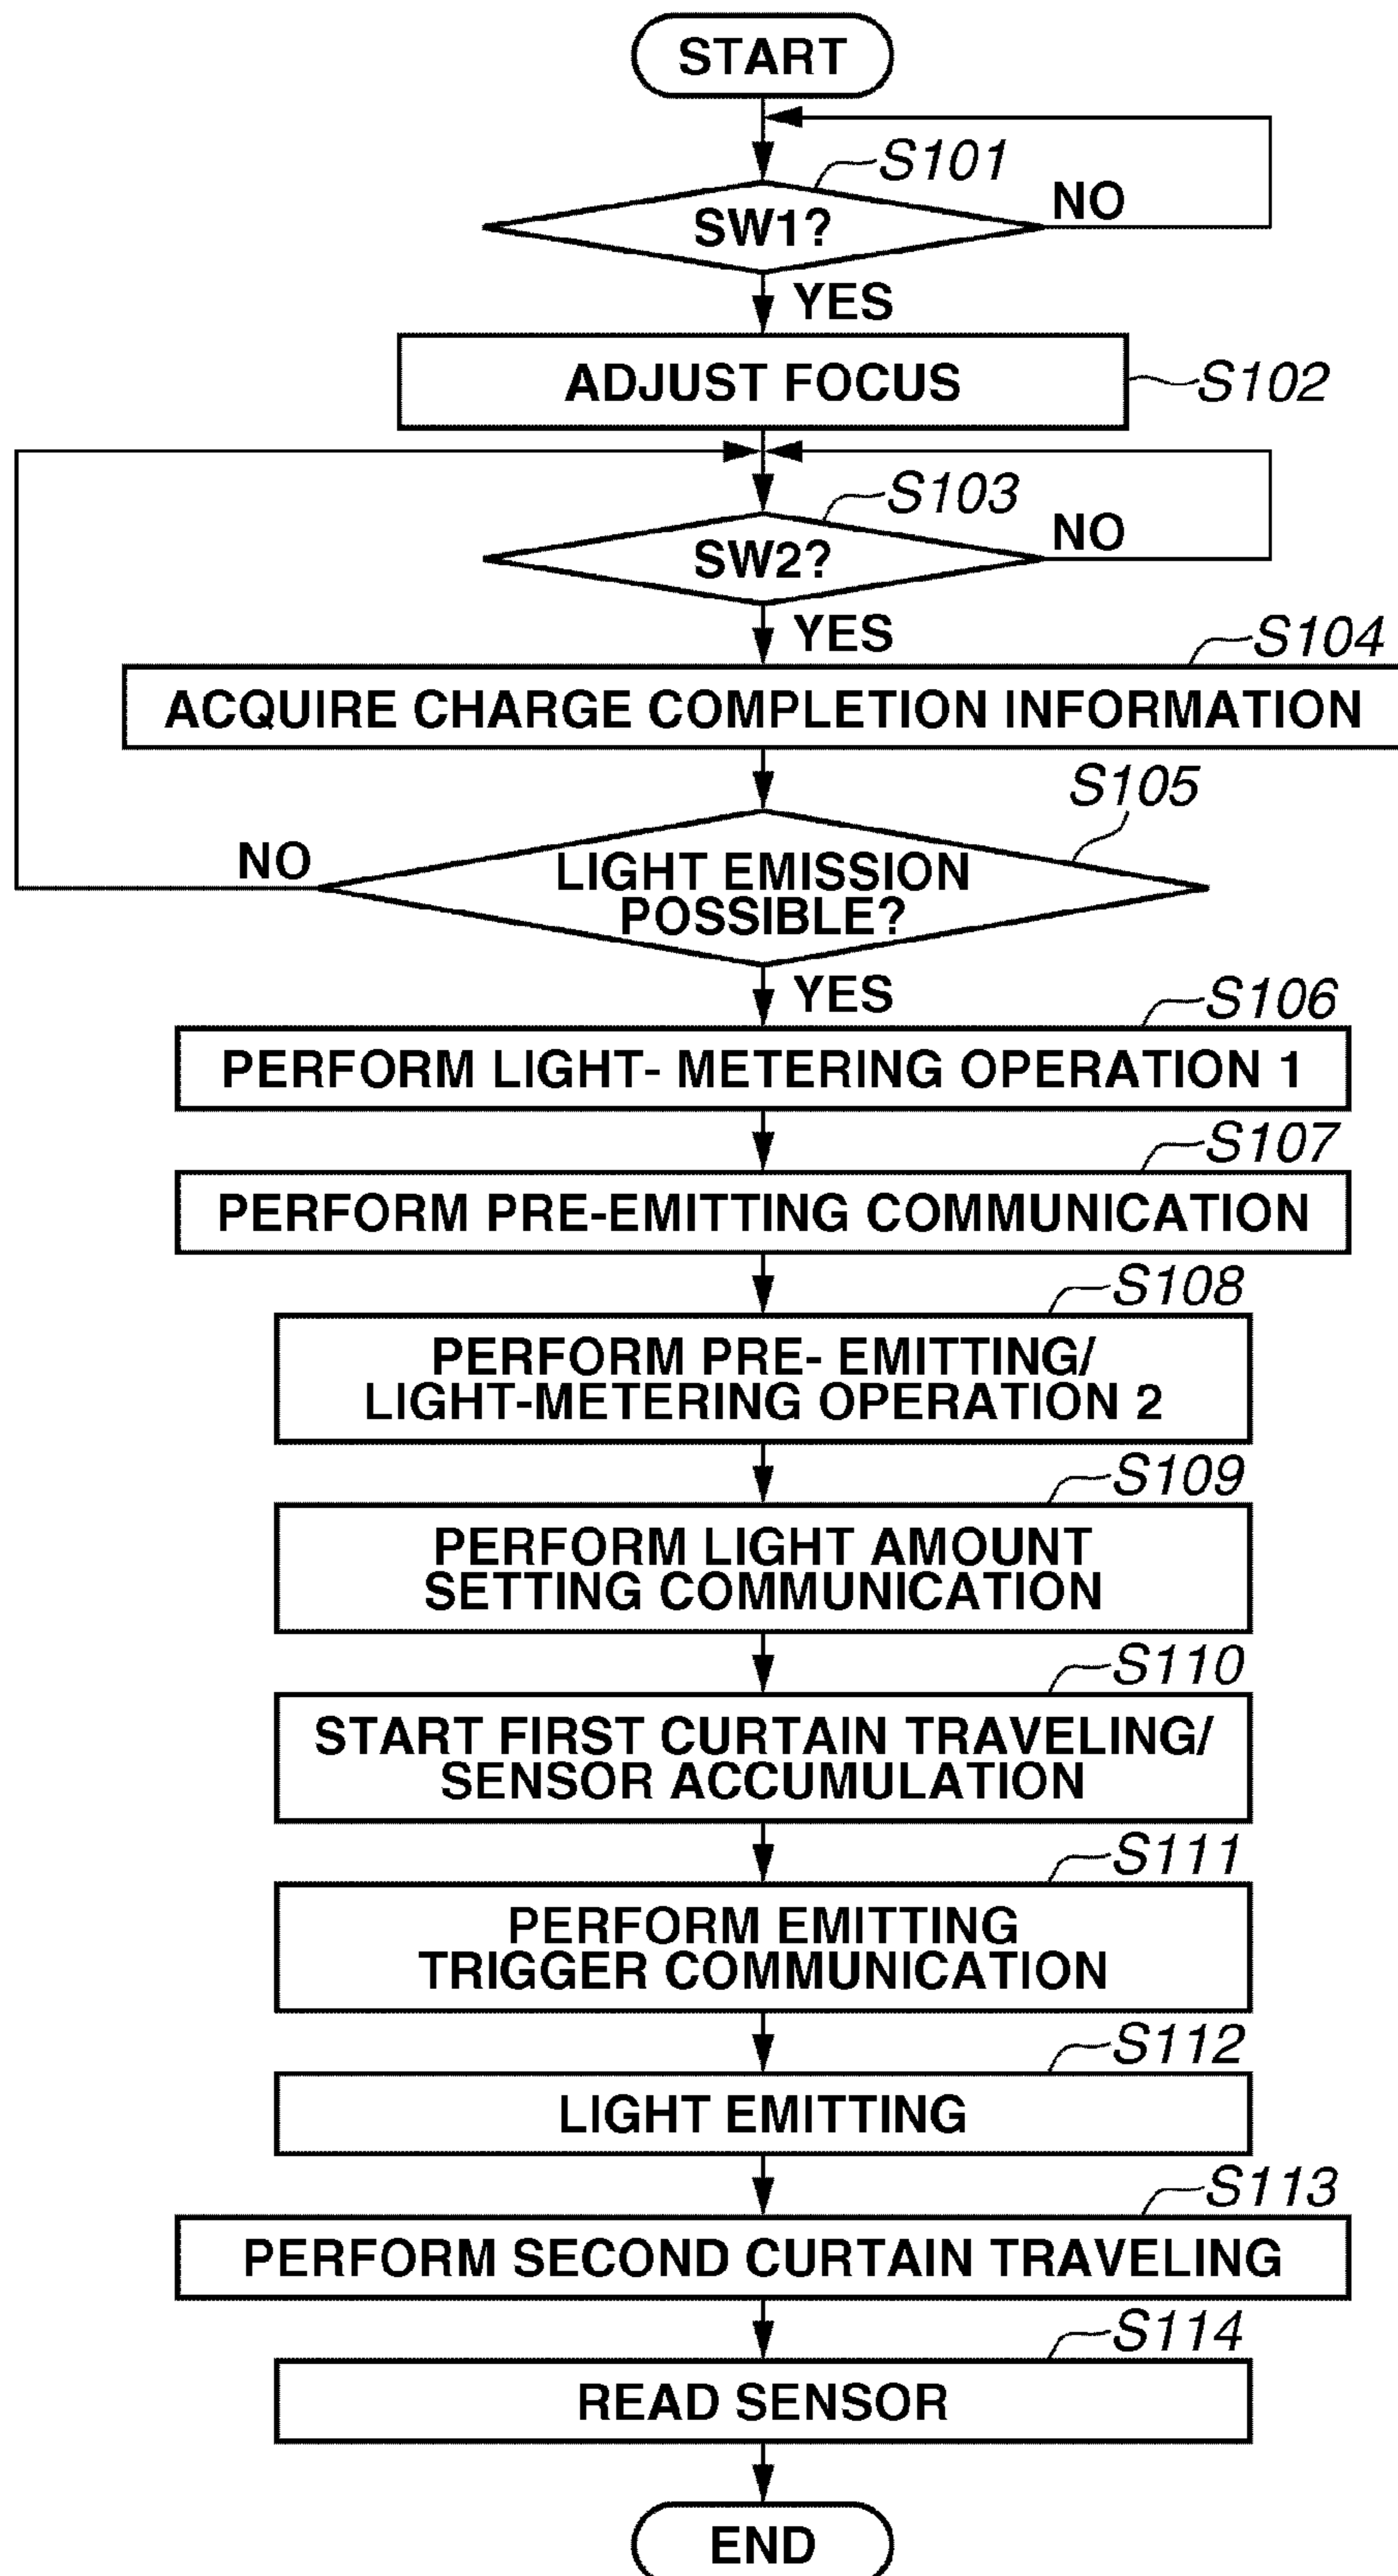 START
S101
SW1?
NO
YES
ADJUST FOCUS
S102
S103
SW2?
NO
YES
S104
ACQUIRE CHARGE COMPLETION INFORMATION
S105
LIGHT EMISSION
POSSIBLE?
NO
YES
S106
PERFORM LIGHT- METERING OPERATION 1
S107
PERFORM PRE-EMITTING COMMUNICATION
S108
PERFORM PRE- EMITTING/
LIGHT-METERING OPERATION 2
S109
PERFORM LIGHT AMOUNT
SETTING COMMUNICATION
S110
START FIRST CURTAIN TRAVELING/
SENSOR ACCUMULATION
S111
PERFORM EMITTING
TRIGGER COMMUNICATION
S112
LIGHT EMITTING
S113
PERFORM SECOND CURTAIN TRAVELING
S114
READ SENSOR
END